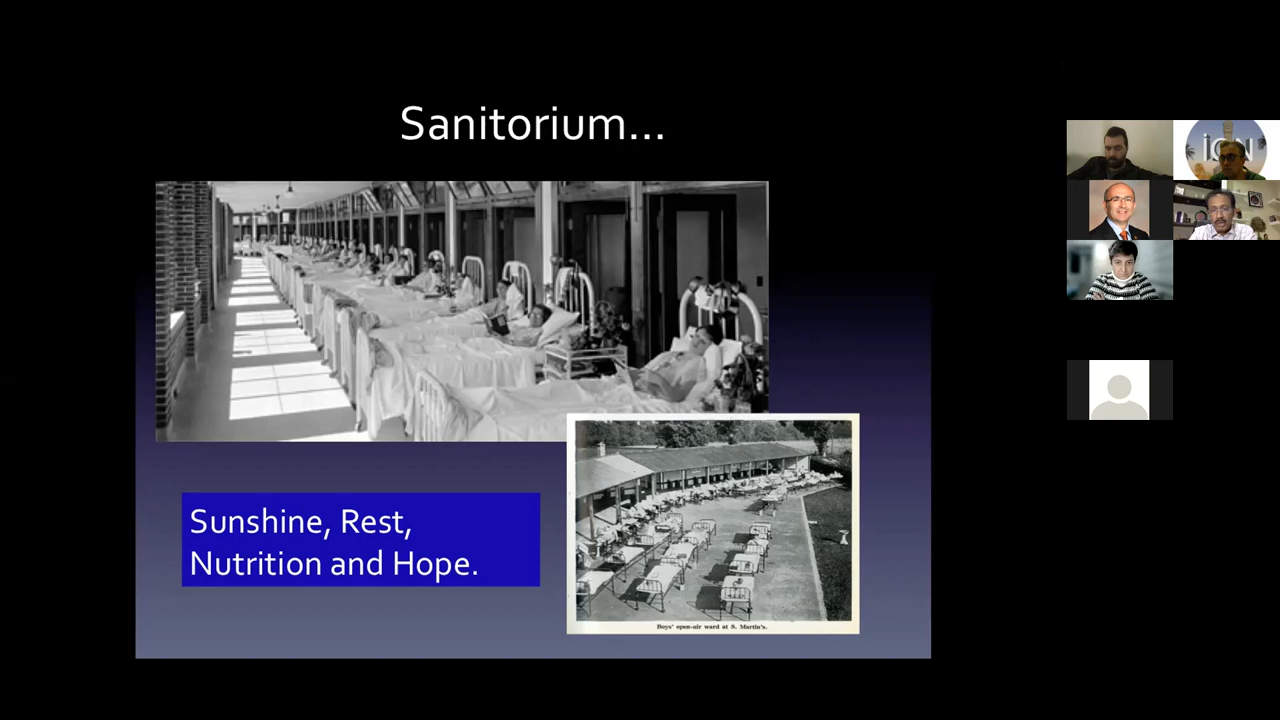 Sanitorium...
Sunshine, Rest,
Nutrition and Hope.
Boys' open-air ward at S. Martin's.